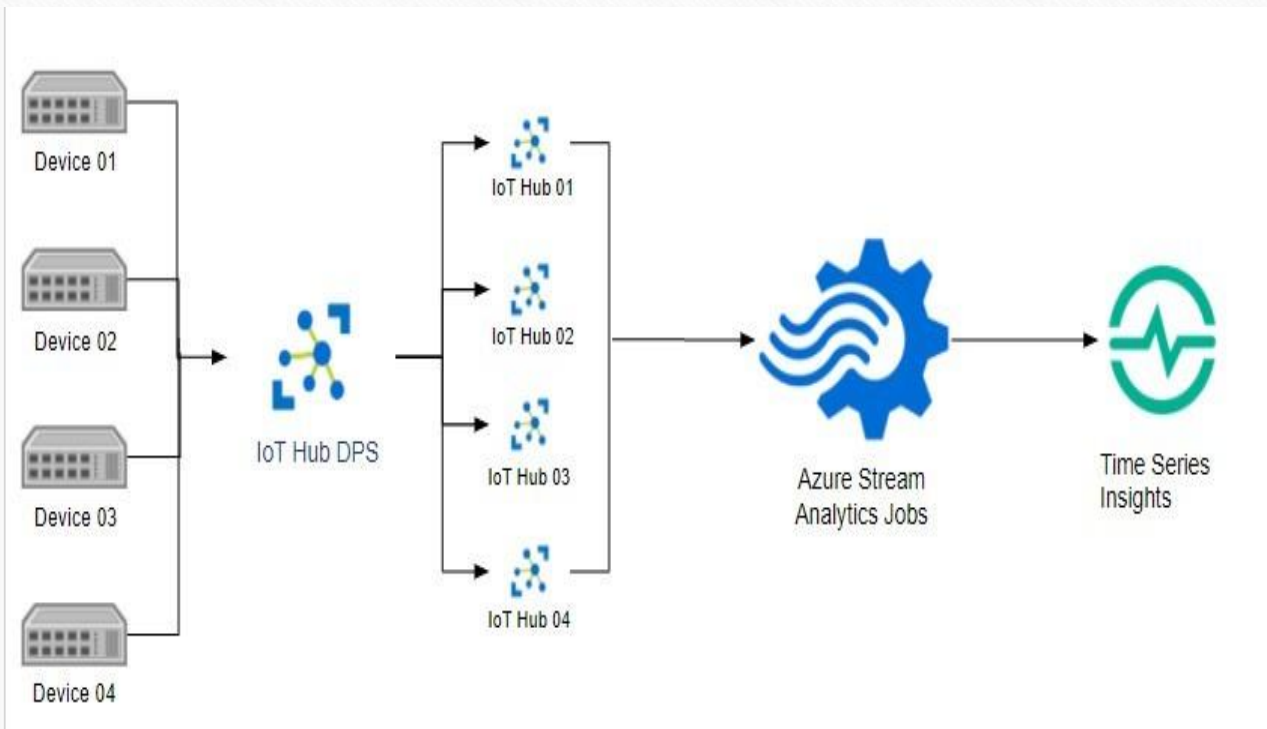 Device 01
Device 02
Device 03
Device 04
IoT Hub DPS
IoT Hub 01
IoT Hub 02
IoT Hub 03
IoT Hub 04
Azure Stream
Analytics Jobs
Time Series
Insights